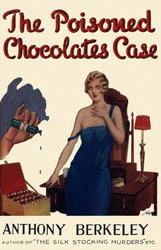 The Poisoned
Chocolates Case
ANTHONY BERKELEY
AUTHOR OF "THE SILK STOCKING MURDERS" ETC.